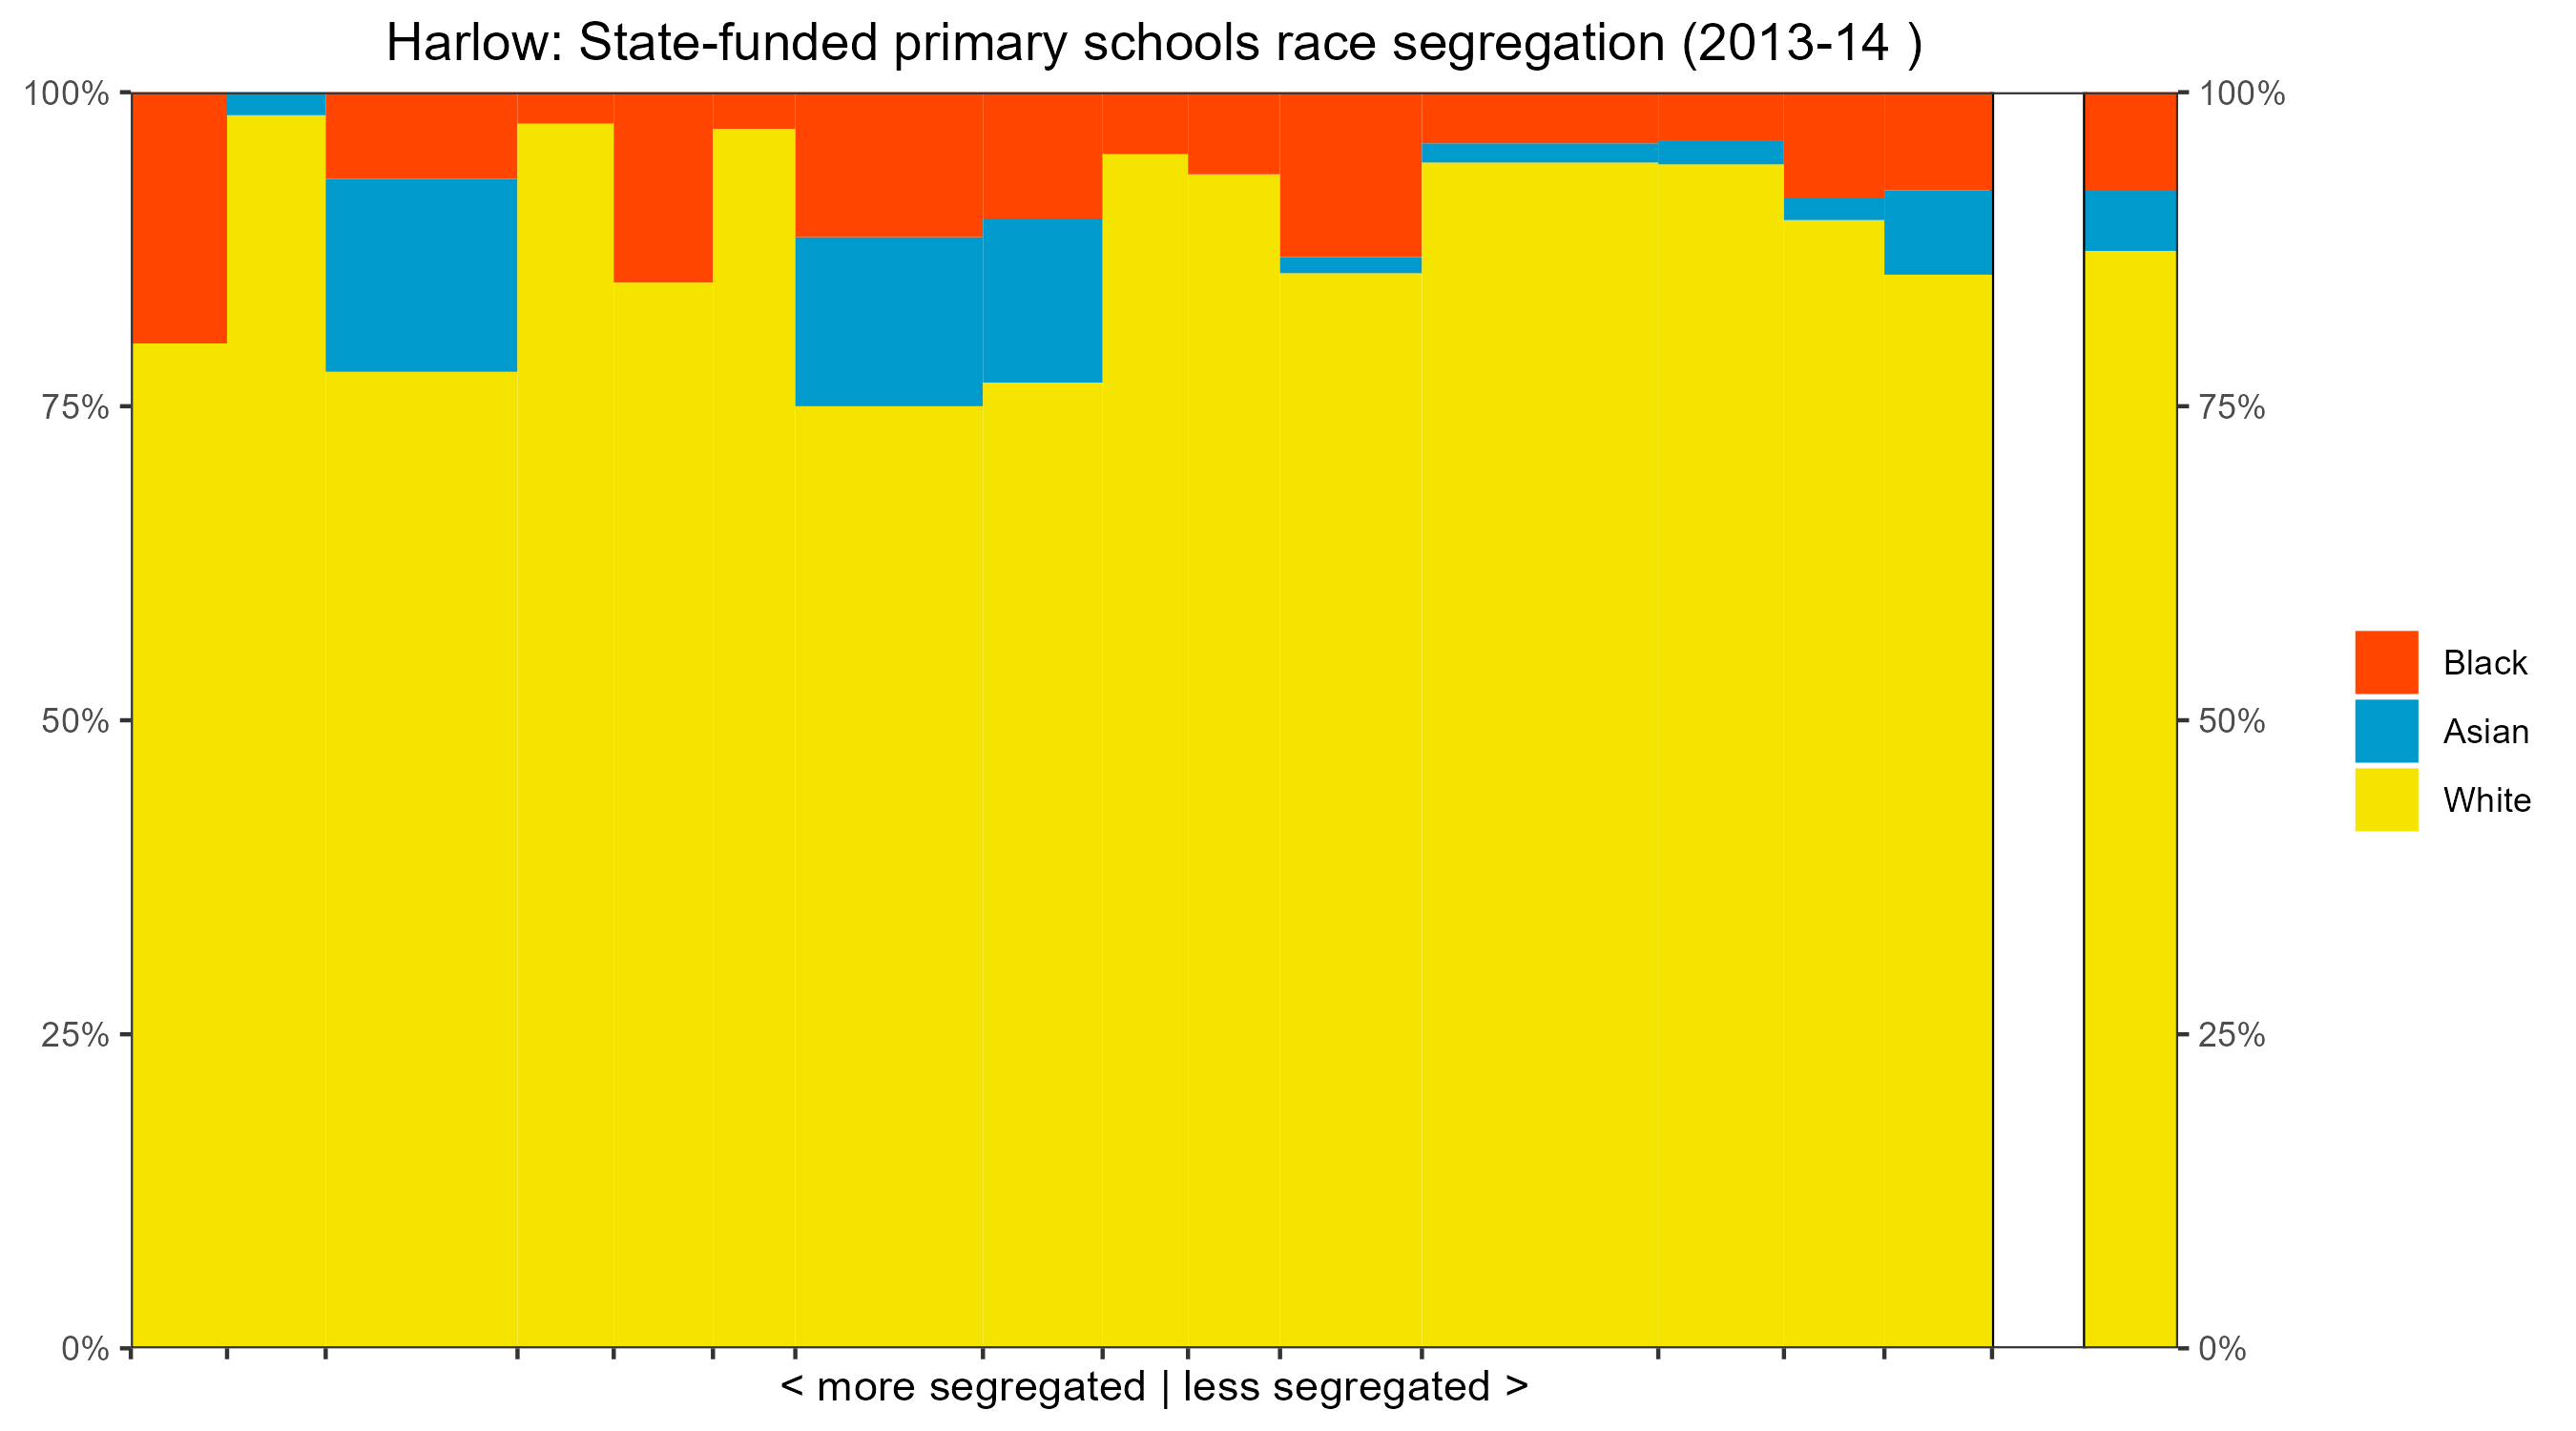 Harlow: State-funded primary schools race segregation (2013-14 )
100%
75%
50%
25%
0%
100%
75%
50%
25%
0%
Black
Asian
White
< more segregated | less segregated >